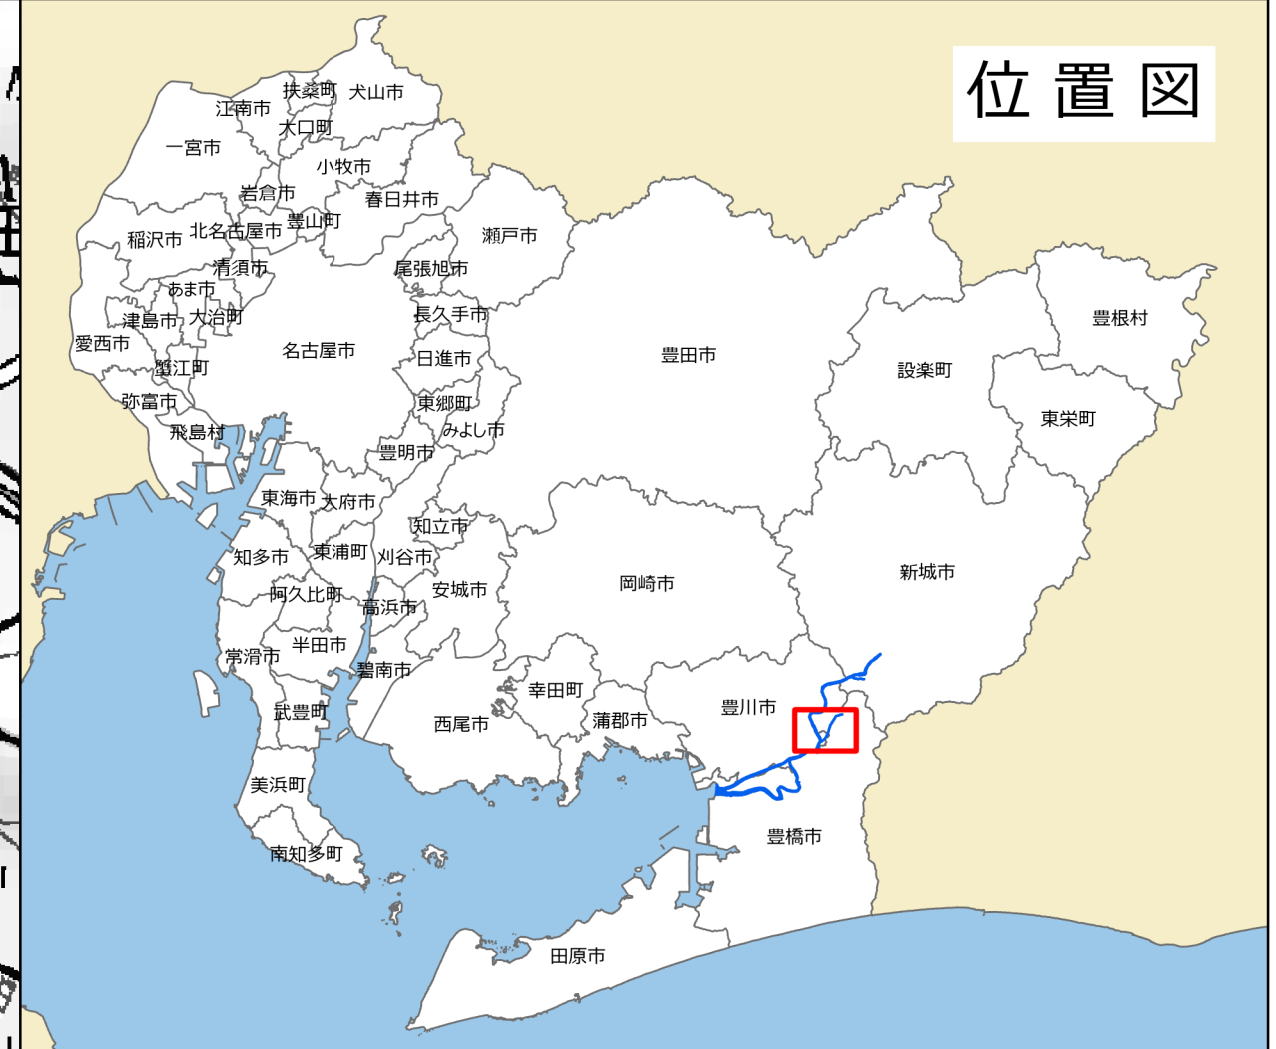 位置図
扶桑町
犬山市
江南市
大口町
一宮市
小牧市
岩倉市
春日井市
豊山町
北名古屋市
稲沢市
瀬戸市
清須市
尾張旭市
あま市
津島市
大治町
長久手市
愛西市
名古屋市
日進市
豊田市
豊根村
設楽町
蟹江町
弥富市
東郷町
みよし市
東栄町
飛島村
豊明市
東海市
大府市
知立市
知多市
東浦町
刈谷市
新城市
岡崎市
阿久比町
高浜市
安城市
半田市
常滑市
碧南市
幸田町
武豊町
西尾市
蒲郡市
豊川市
美浜町
豊橋市
南知多町
田原市